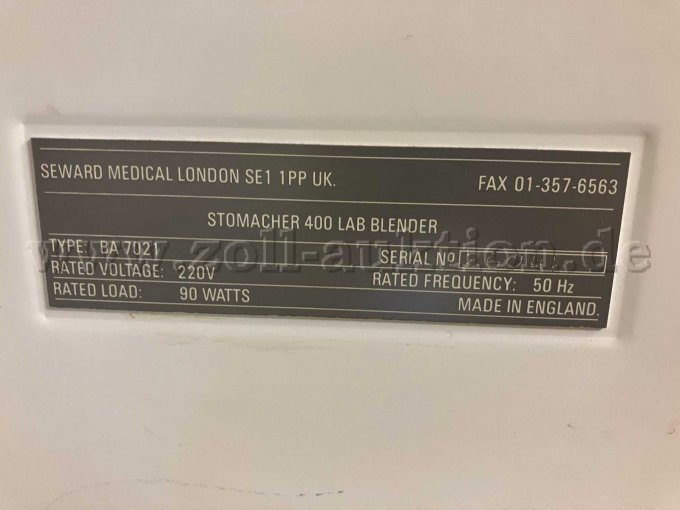 SEWARD MEDICAL LONDON SE1 1PP UK. FAX 01-357-6563
STOMACHER 400 LAB BLENDER
TYPE: BA 7021 SERIAL NO
www.zoll-auktion.de
RATED VOLTAGE: 220V RATED FREQUENCY: 50 Hz
RATED LOAD: 90 WATTS MADE IN ENGLAND.